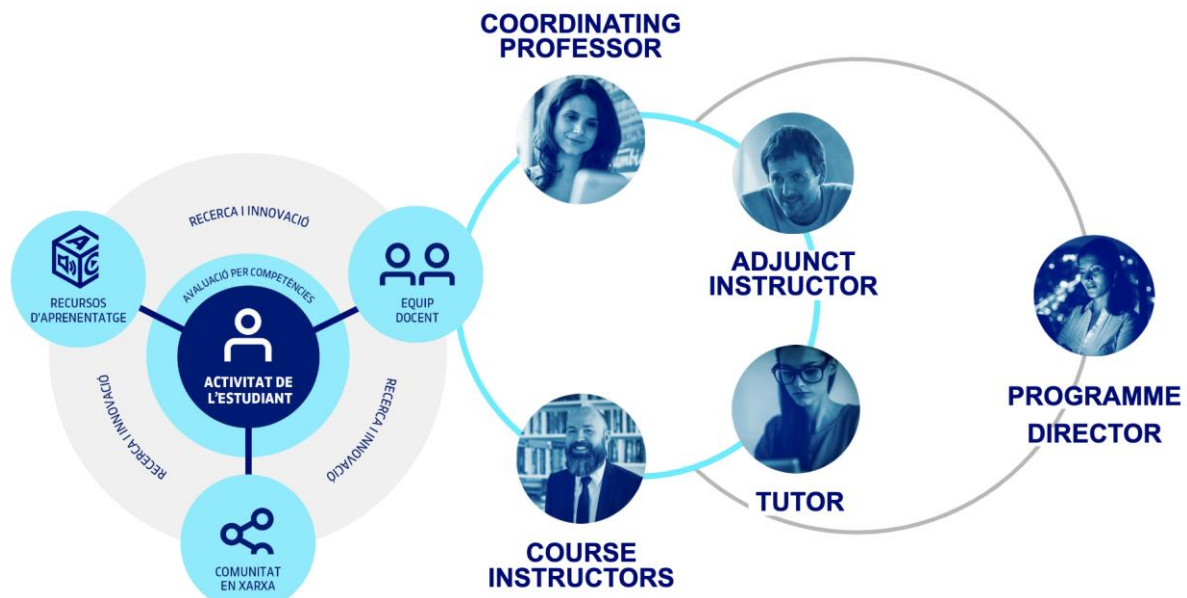 COORDINATING
PROFESSOR
RECERCA I INNOVACIÓ
AVALUACIÓ PER COMPETÈNCIES
RECURSOS
D'APRENENTATGE
EQUIP
DOCENT
ACTIVITAT DE
L'ESTUDIANT
RECERCA I INNOVACIÓ
RECERCA I INNOVACIÓ
COMUNITAT
EN XARXA
ADJUNCT
INSTRUCTOR
TUTOR
COURSE
INSTRUCTORS
PROGRAMME
DIRECTOR